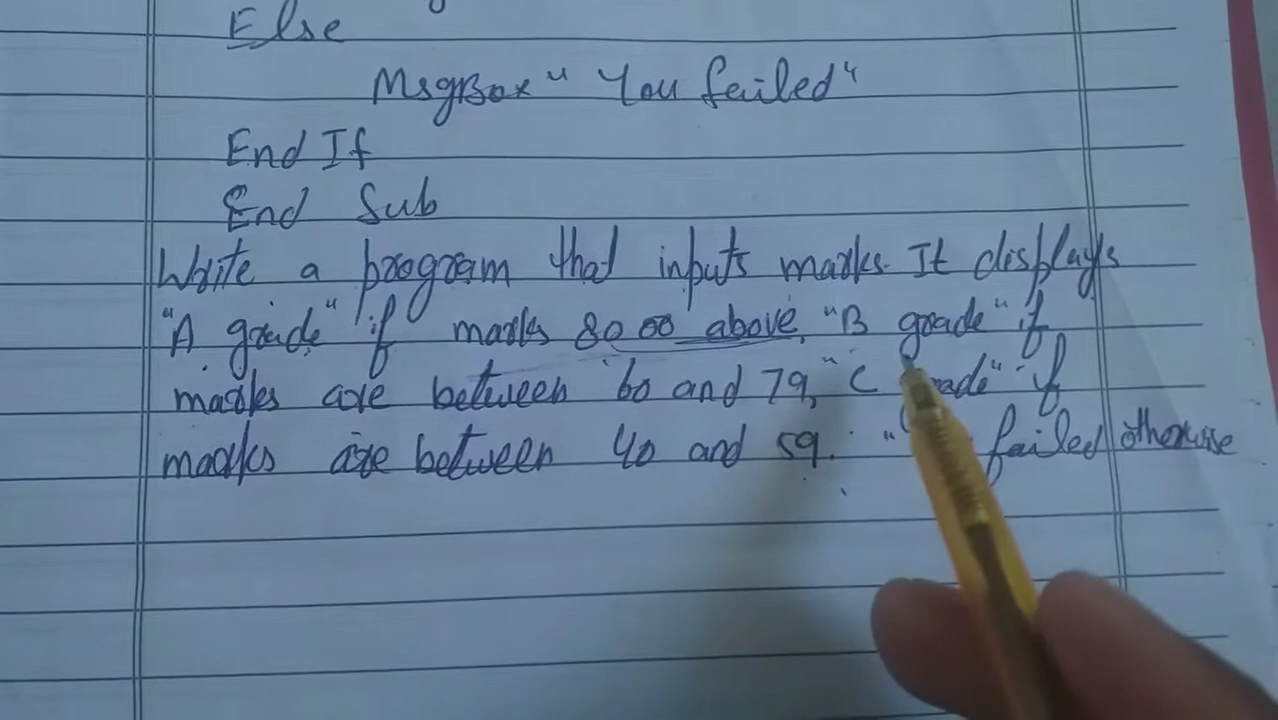 Else
MsgBox "You failed"
End If
End Sub
Write a program that inputs marks. It displays
"A grade" if marks 80 or above, "B grade" if
marks are between 60 and 79, "C grade" if
marks are between 40 and 59. " failed otherwise